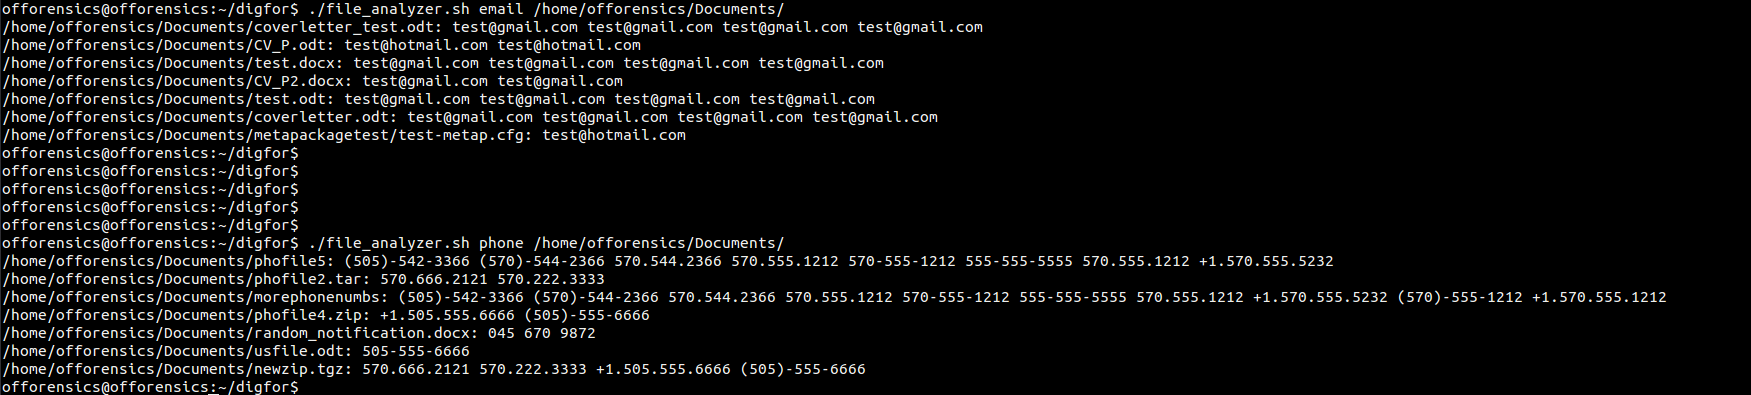 offorensics@offorensics:~/digfor$ ./file_analyzer.sh email /home/offorensics/Documents/
/home/offorensics/Documents/coverletter_test.odt: test@gmail.com test@gmail.com test@gmail.com test@gmail.com
/home/offorensics/Documents/CV_P.odt: test@hotmail.com test@hotmail.com
/home/offorensics/Documents/test.docx: test@gmail.com test@gmail.com test@gmail.com test@gmail.com
/home/offorensics/Documents/CV_P2.docx: test@gmail.com test@gmail.com
/home/offorensics/Documents/test.odt: test@gmail.com test@gmail.com test@gmail.com test@gmail.com
/home/offorensics/Documents/coverletter.odt: test@gmail.com test@gmail.com test@gmail.com test@gmail.com
/home/offorensics/Documents/metapackagetest/test-metap.cfg: test@hotmail.com
offorensics@offorensics:~/digfor$
offorensics@offorensics:~/digfor$
offorensics@offorensics:~/digfor$
offorensics@offorensics:~/digfor$
offorensics@offorensics:~/digfor$
offorensics@offorensics:~/digfor$ ./file_analyzer.sh phone /home/offorensics/Documents/
/home/offorensics/Documents/phofile5: (505)-542-3366 (570)-544-2366 570.544.2366 570.555.1212 570-555-1212 555-555-5555 570.555.1212 +1.570.555.5232
/home/offorensics/Documents/phofile2.tar: 570.666.2121 570.222.3333
/home/offorensics/Documents/morephonenumbs: (505)-542-3366 (570)-544-2366 570.544.2366 570.555.1212 570-555-1212 555-555-5555 570.555.1212 +1.570.555.5232 (570)-555-1212 +1.570.555.1212
/home/offorensics/Documents/phofile4.zip: +1.505.555.6666 (505)-555-6666
/home/offorensics/Documents/random_notification.docx: 045 670 9872
/home/offorensics/Documents/usfile.odt: 505-555-6666
/home/offorensics/Documents/newzip.tgz: 570.666.2121 570.222.3333 +1.505.555.6666 (505)-555-6666
offorensics@offorensics:~/digfor$